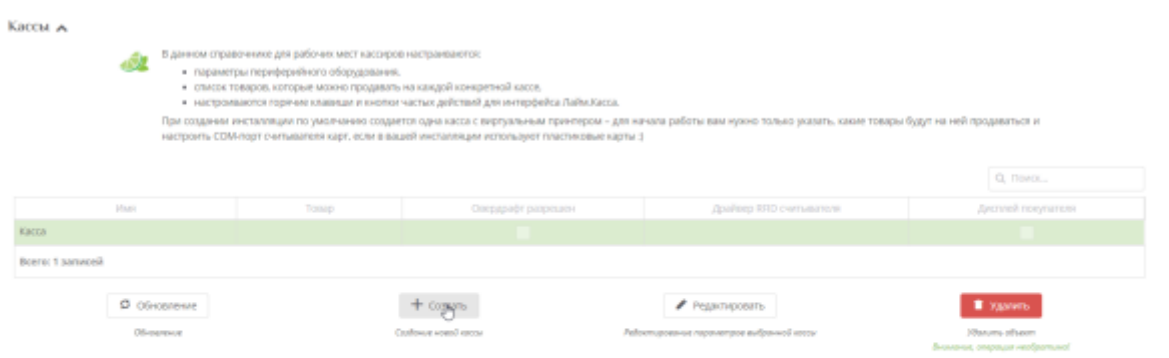 Кассы
В данном справочнике для рабочих мест кассиров настраиваются:
параметры периферийного оборудования,
список товаров, которые можно продавать на каждой конкретной кассе,
настроиваются горячие клавиши и кнопки частых действий для интерфейса Лайм.Касса.
При создании инсталляции по умолчанию создается одна касса с виртуальным принтером – для начала работы вам нужно только указать, какие товары будут на ней продаваться и
настроить COM-порт считывателя карт, если в вашей инсталляции используют пластиковые карты :)
Поиск...
Имя Товар Овердрафт разрешен Драйвер RFID считывателя Дисплей покупателя
Касса
Всего: 1 записей
Обновление Создать Редактировать Удалить
Обновление Создание новой кассы Редактирование параметров выбранной кассы Удалить объект
Внимание, операция необратима!